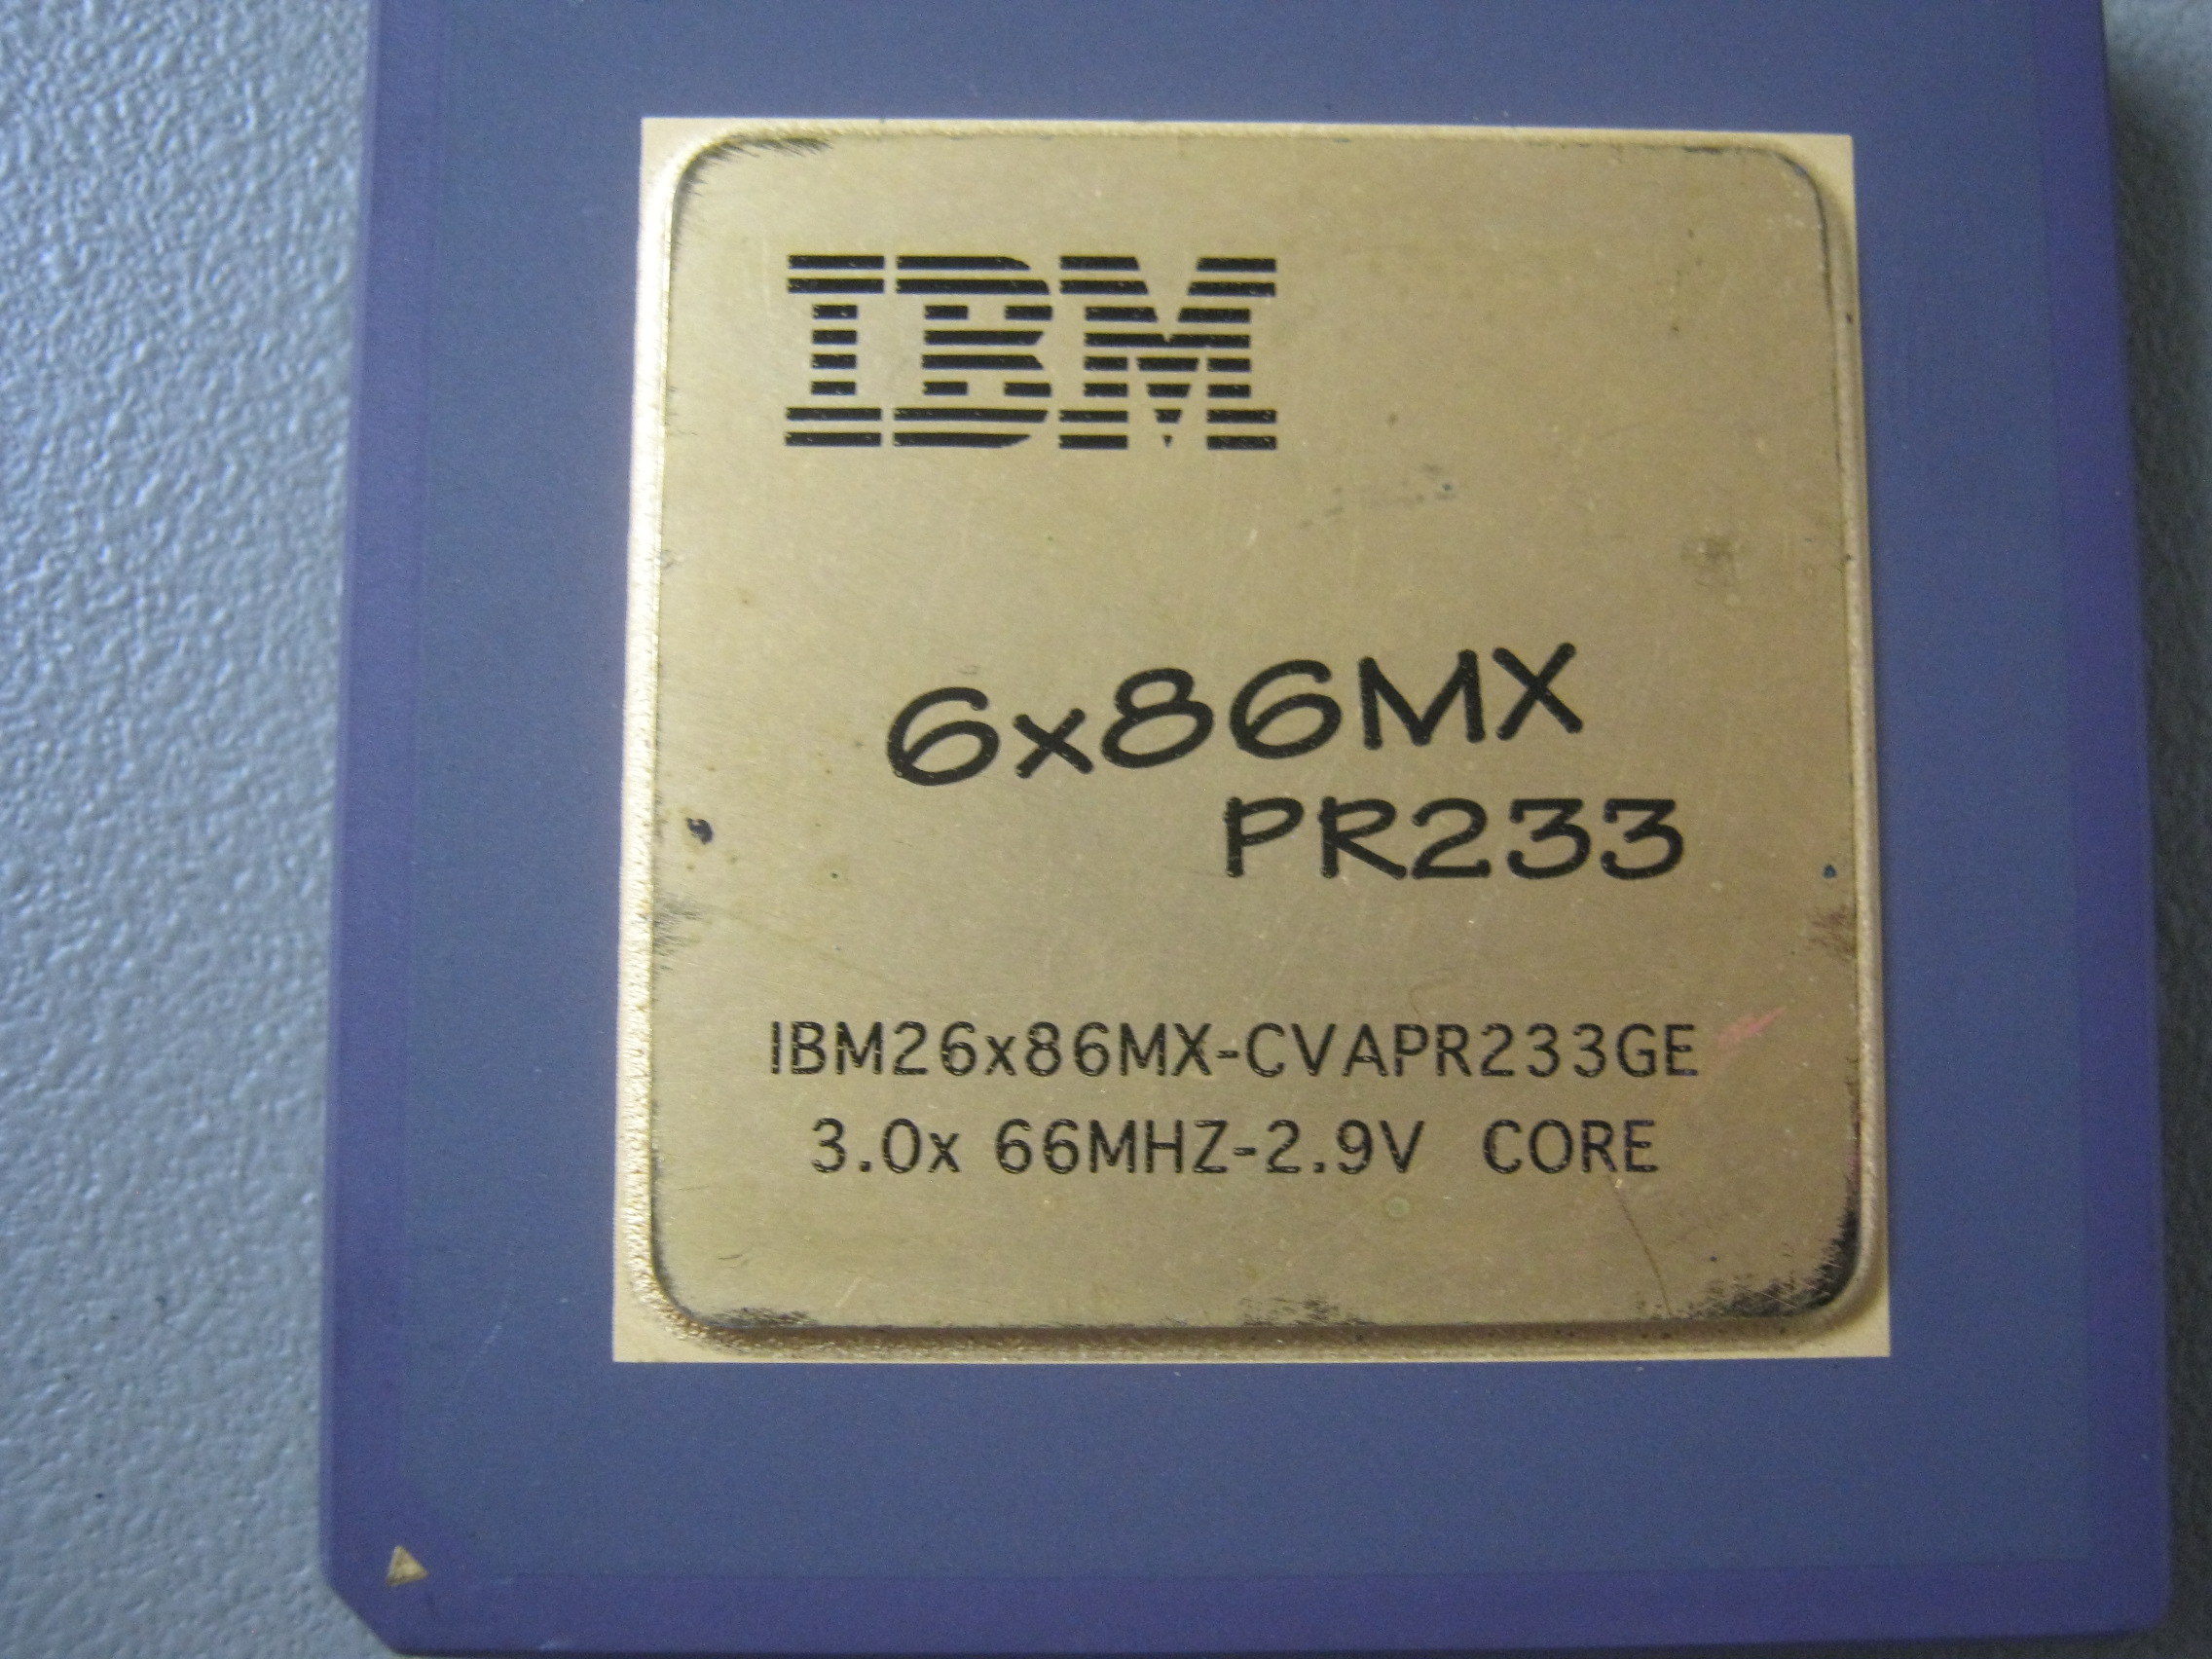 IBM
6x86MX
PR233
IBM26x86MX-CVAPR233GE
3.0x 66MHZ-2.9V CORE